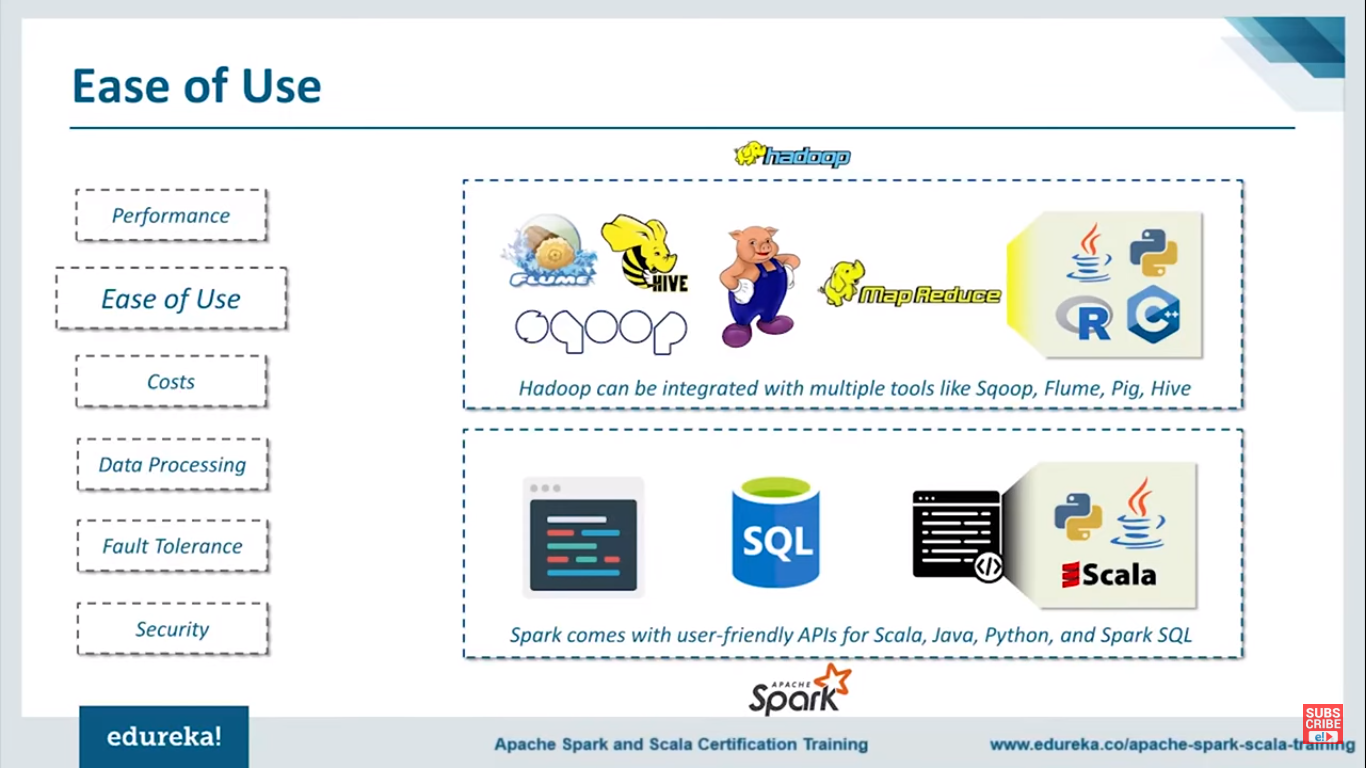 Ease of Use
hadoop
Performance
Ease of Use
Costs
Data Processing
Fault Tolerance
Security
FLUME
HIVE
sqoop
Map Reduce
R
C++
Hadoop can be integrated with multiple tools like Sqoop, Flume, Pig, Hive
SQL
</>
Scala
Spark comes with user-friendly APIs for Scala, Java, Python, and Spark SQL
APACHE
Spark
edureka!
Apache Spark and Scala Certification Training
www.edureka.co/apache-spark-scala-training
SUBS
CRIBE
e!